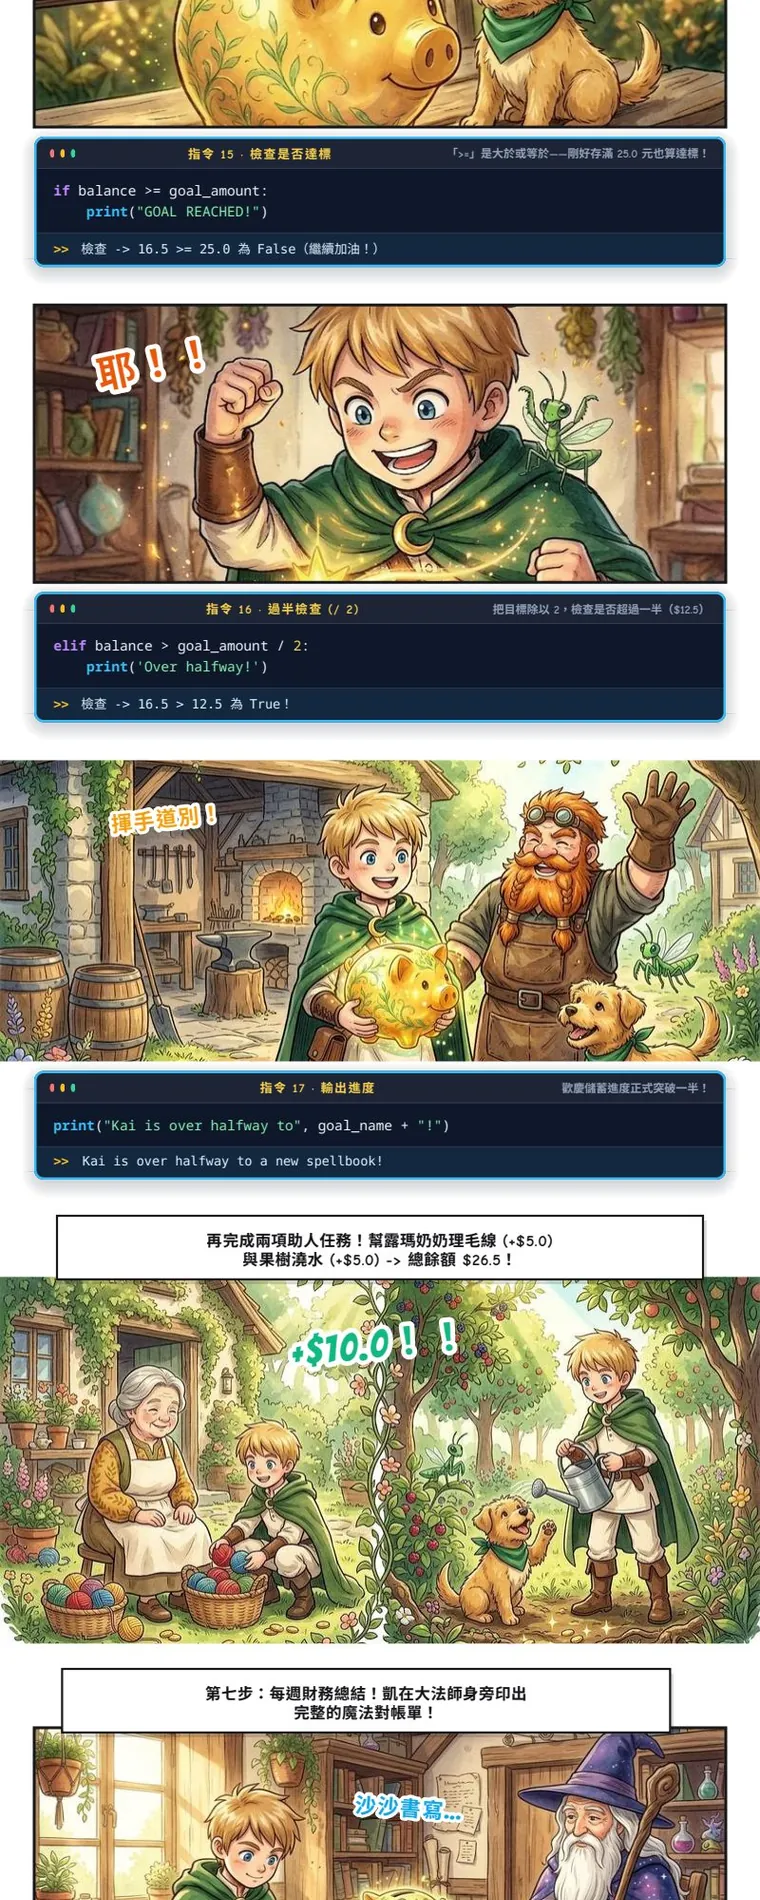 指令 15 · 檢查是否達標
「>=」是大於或等於——剛好存滿 25.0 元也算達標！
if balance >= goal_amount:
    print("GOAL REACHED!")
>> 檢查 -> 16.5 >= 25.0 為 False（繼續加油！）
耶！！
指令 16 · 過半檢查 (/ 2)
把目標除以 2，檢查是否超過一半（$12.5）
elif balance > goal_amount / 2:
    print('Over halfway!')
>> 檢查 -> 16.5 > 12.5 為 True！
揮手道別！
指令 17 · 輸出進度
歡慶儲蓄進度正式突破一半！
print("Kai is over halfway to", goal_name + "!")
>> Kai is over halfway to a new spellbook!
再完成兩項助人任務！幫露瑪奶奶理毛線 (+$5.0)
與果樹澆水 (+$5.0) -> 總餘額 $26.5！
+$10.0！！
第七步：每週財務總結！凱在大法師身旁印出
完整的魔法對帳單！
沙沙書寫...